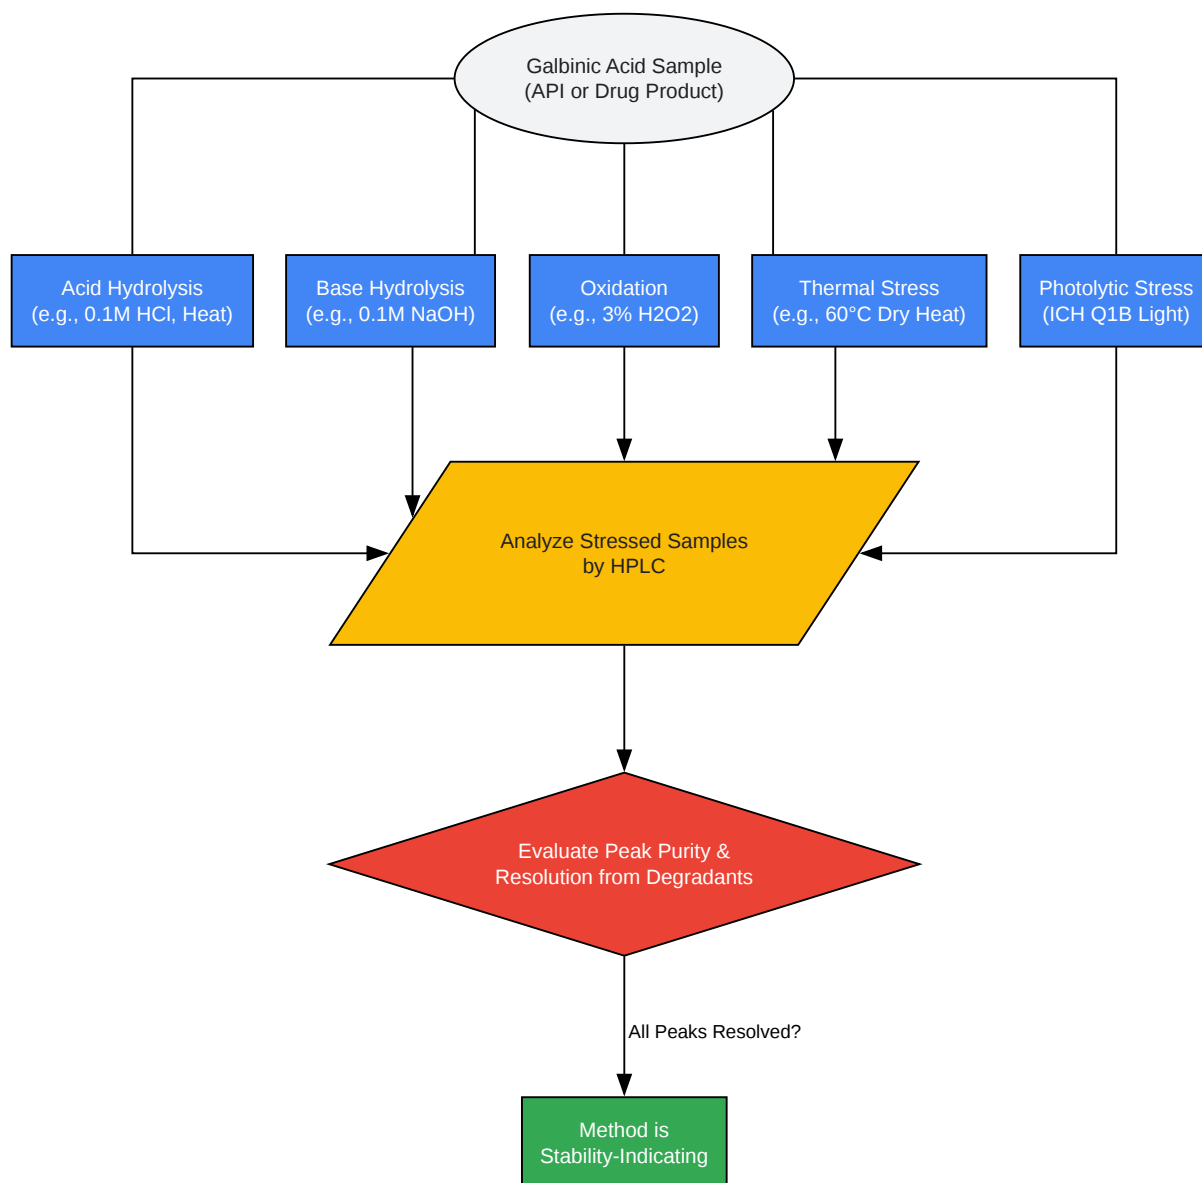 Galbinic Acid Sample
(API or Drug Product)
Acid Hydrolysis
(e.g., 0.1M HCl, Heat)
Base Hydrolysis
(e.g., 0.1M NaOH)
Oxidation
(e.g., 3% H2O2)
Thermal Stress
(e.g., 60°C Dry Heat)
Photolytic Stress
(ICH Q1B Light)
Analyze Stressed Samples
by HPLC
Evaluate Peak Purity &
Resolution from Degradants
All Peaks Resolved?
Method is
Stability-Indicating